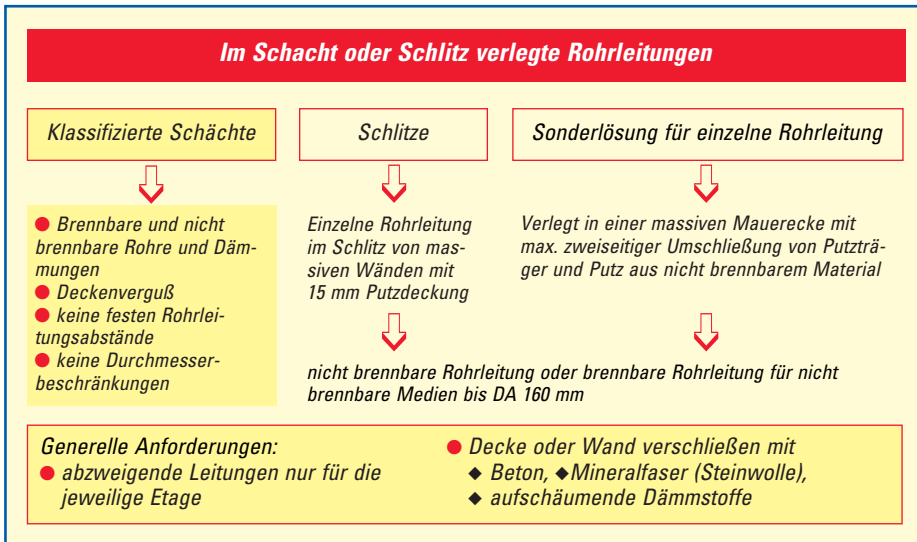 Im Schacht oder Schlitz verlegte Rohrleitungen
Klassifizierte Schächte
● Brennbare und nicht
brennbare Rohre und Däm-
mungen
● Deckenverguß
● keine festen Rohrlei-
tungsabstände
● keine Durchmesser-
beschränkungen
Schlitze
Einzelne Rohrleitung
im Schlitz von mas-
siven Wänden mit
15 mm Putzdeckung
Sonderlösung für einzelne Rohrleitung
Verlegt in einer massiven Mauerecke mit
max. zweiseitiger Umschließung von Putzträ-
ger und Putz aus nicht brennbarem Material
nicht brennbare Rohrleitung oder brennbare Rohrleitung für nicht
brennbare Medien bis DA 160 mm
Generelle Anforderungen:
● abzweigende Leitungen nur für die
jeweilige Etage
● Decke oder Wand verschließen mit
◆ Beton, ◆Mineralfaser (Steinwolle),
◆ aufschäumende Dämmstoffe